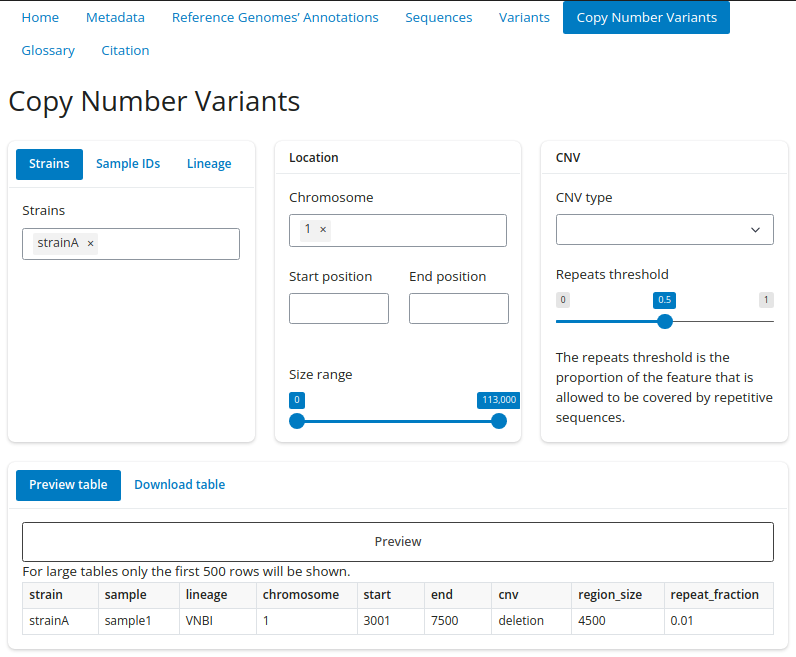 Home Metadata Reference Genomes’ Annotations Sequences Variants Copy Number Variants
Glossary Citation
Copy Number Variants
Strains Sample IDs Lineage
Strains
strainA ×
Location
Chromosome
1 ×
Start position End position
Size range
0 113,000
CNV
CNV type
Repeats threshold
0 0.5 1
The repeats threshold is the
proportion of the feature that is
allowed to be covered by repetitive
sequences.
Preview table Download table
Preview
For large tables only the first 500 rows will be shown.
strain sample lineage chromosome start end cnv region_size repeat_fraction
strainA sample1 VNBI 1 3001 7500 deletion 4500 0.01